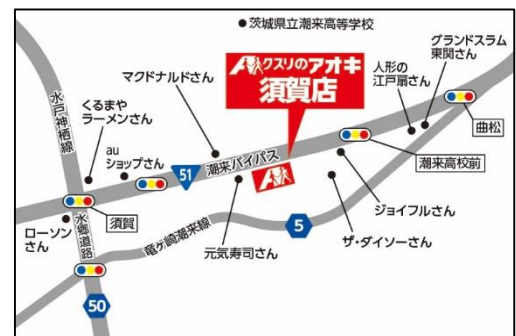 茨城県立潮来高等学校
グランドスラム
東関さん
人形の
江戸扇さん
クスリのアオキ
須賀店
マクドナルドさん
水戸神栖線
くるまや
ラーメンさん
au
ショップさん
曲松
51
潮来バイパス
潮来高校前
須賀
ローソン
さん
水郷道路
竜ヶ崎潮来線
元気寿司さん
5
ジョイフルさん
ザ・ダイソーさん
50